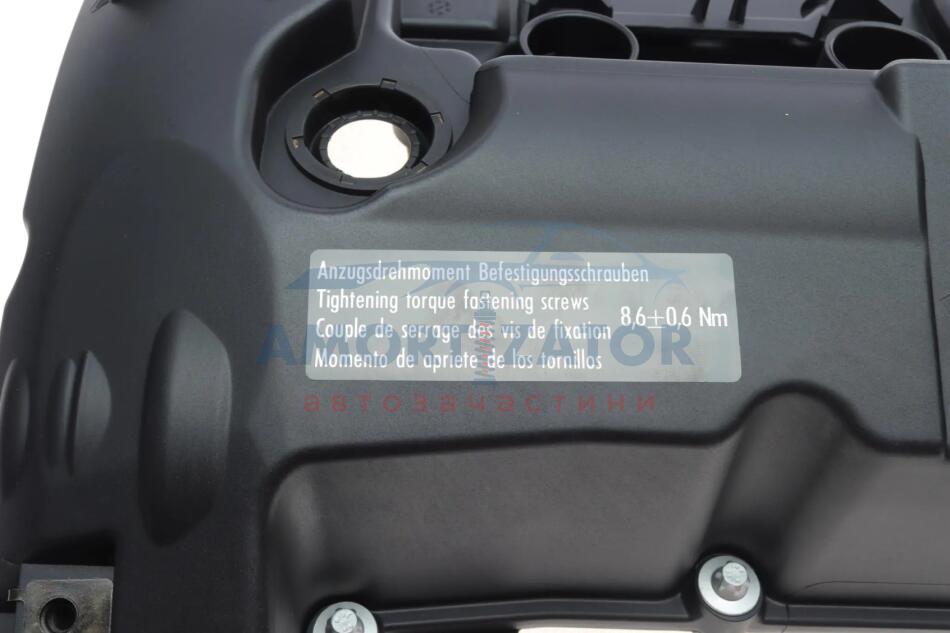 Anzugsdrehmoment Befestigungsschrauben
Tightening torque fastening screws
Couple de serrage des vis de fixation
Momento de apriete de los tornillos
8,6±0,6 Nm
AMORTIZATOR
автозачастини